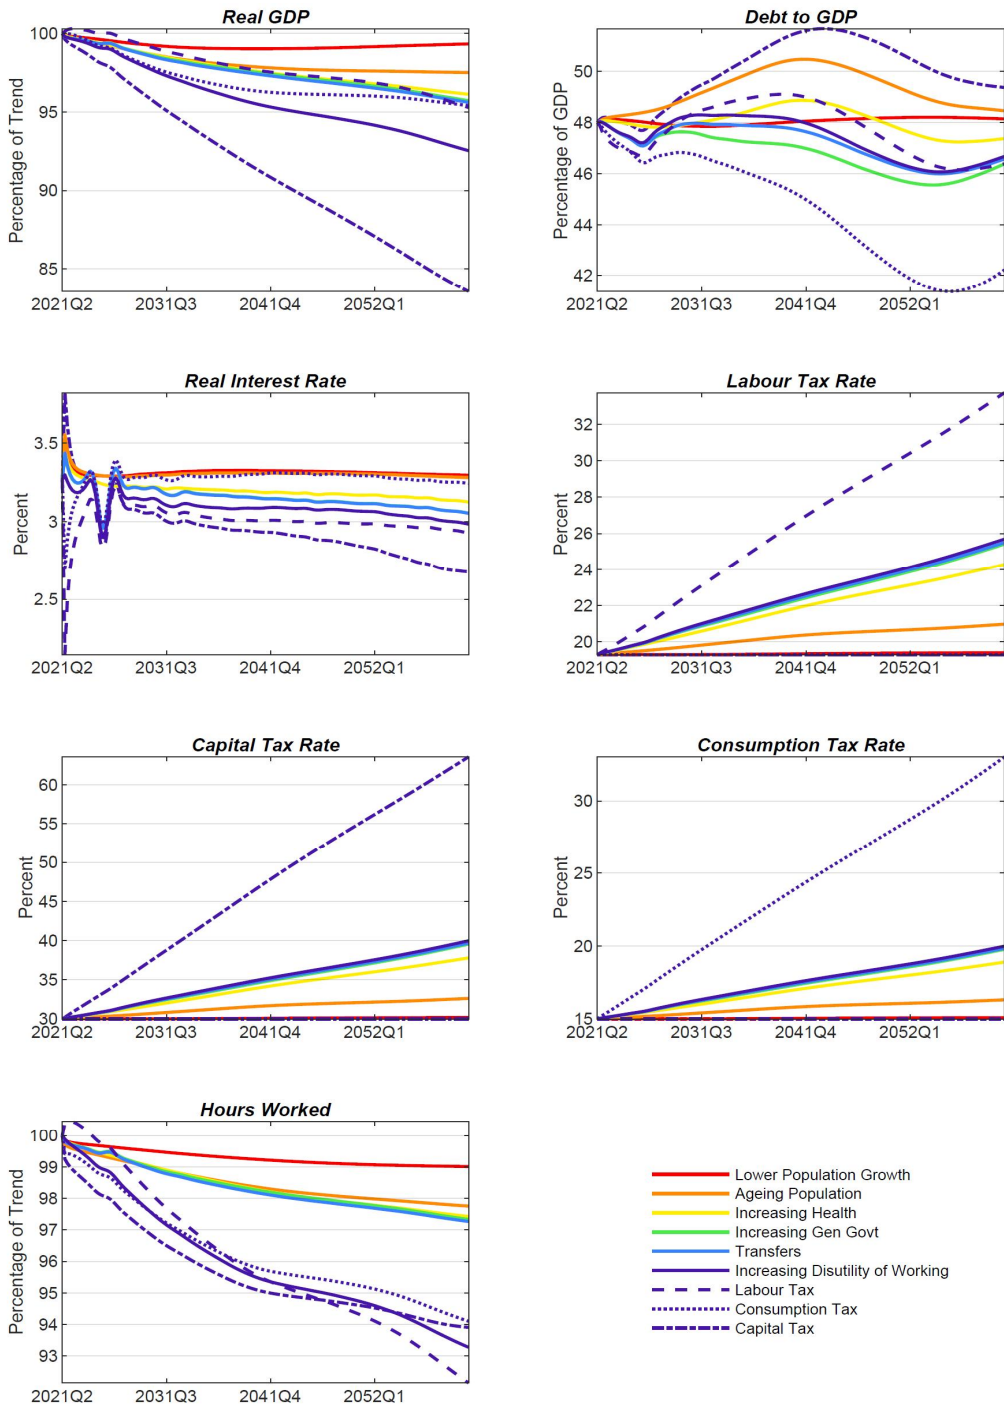 Real GDP
Percentage of Trend
100
95
90
85
2021Q2 2031Q3 2041Q4 2052Q1
Debt to GDP
Percentage of GDP
50
48
46
44
42
2021Q2 2031Q3 2041Q4 2052Q1
Real Interest Rate
Percent
3.5
3
2.5
2021Q2 2031Q3 2041Q4 2052Q1
Labour Tax Rate
Percent
32
30
28
26
24
22
20
2021Q2 2031Q3 2041Q4 2052Q1
Capital Tax Rate
Percent
60
55
50
45
40
35
30
2021Q2 2031Q3 2041Q4 2052Q1
Consumption Tax Rate
Percent
30
25
20
15
2021Q2 2031Q3 2041Q4 2052Q1
Hours Worked
Percentage of Trend
100
99
98
97
96
95
94
93
2021Q2 2031Q3 2041Q4 2052Q1
Lower Population Growth
Ageing Population
Increasing Health
Increasing Gen Govt
Transfers
Increasing Disutility of Working
Labour Tax
Consumption Tax
Capital Tax